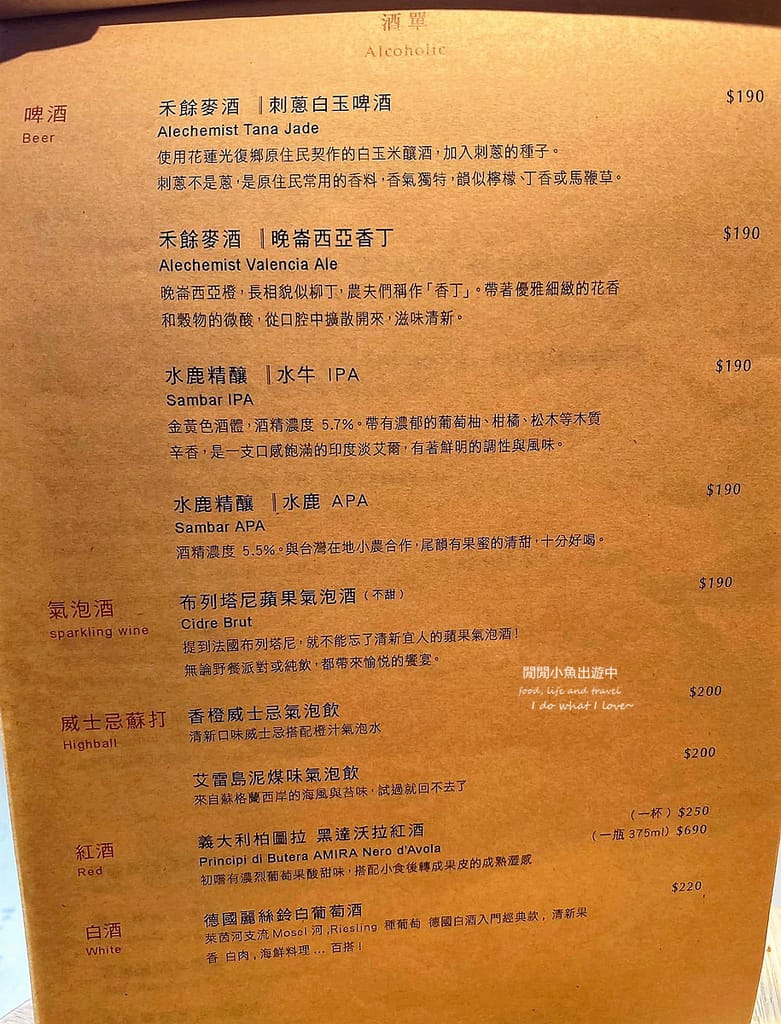 酒單
Alcoholic
啤酒
Beer
禾餘麥酒 ‖刺蔥白玉啤酒 $190
Alechemist Tana Jade
使用花蓮光復鄉原住民契作的白玉米釀酒,加入刺蔥的種子。
刺蔥不是蔥,是原住民常用的香料,香氣獨特,韻似檸檬、丁香或馬鞭草。
禾餘麥酒 ‖晚崙西亞香丁 $190
Alechemist Valencia Ale
晚崙西亞橙,長相貌似柳丁,農夫們稱作「香丁」。帶著優雅細緻的花香
和穀物的微酸,從口腔中擴散開來,滋味清新。
水鹿精釀 ‖水牛 IPA $190
Sambar IPA
金黃色酒體,酒精濃度 5.7%。帶有濃郁的葡萄柚、柑橘、松木等木質
辛香,是一支口感飽滿的印度淡艾爾,有著鮮明的調性與風味。
水鹿精釀 ‖水鹿 APA $190
Sambar APA
酒精濃度 5.5%。與台灣在地小農合作,尾韻有果蜜的清甜,十分好喝。
氣泡酒
sparkling wine
布列塔尼蘋果氣泡酒(不甜) $190
Cidre Brut
提到法國布列塔尼,就不能忘了清新宜人的蘋果氣泡酒!
無論野餐派對或純飲,都帶來愉悅的饗宴。
閒閒小魚出遊中
food, life and travel
I do what I love~
威士忌蘇打
Highball
香橙威士忌氣泡飲 $200
清新口味威士忌搭配橙汁氣泡水
艾雷島泥煤味氣泡飲 $200
來自蘇格蘭西岸的海風與苔味,試過就回不去了
紅酒
Red
義大利柏圖拉 黑達沃拉紅酒 (一杯) $250
(一瓶 375ml) $690
Principi di Butera AMIRA Nero d'Avola
初嚐有濃烈葡萄果酸甜味,搭配小食後轉成果皮的成熟澀感
白酒
White
德國麗絲鈴白葡萄酒 $220
萊茵河支流 Mosel 河 ,Riesling 種葡萄 德國白酒入門經典款 , 清新果
香 白肉 , 海鮮料理 ... 百搭 !